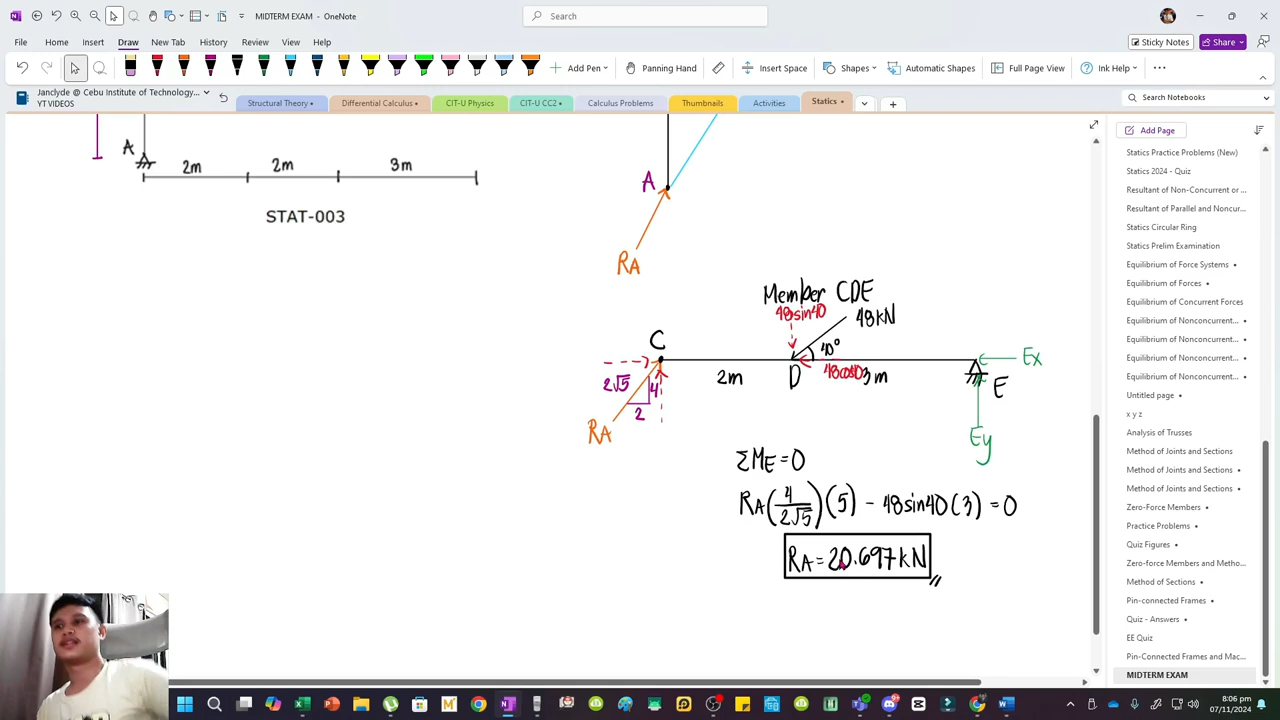 MIDTERM EXAM - OneNote
Search
File Home Insert Draw New Tab History Review View Help
Sticky Notes Share
Add Pen Panning Hand Insert Space Shapes Automatic Shapes Full Page View Ink Help
Janclyde @ Cebu Institute of Technology...
YT VIDEOS
Structural Theory Differential Calculus CIT-U Physics CIT-U CC2 Calculus Problems Thumbnails Activities Statics
Search Notebooks
Add Page
Statics Practice Problems (New)
Statics 2024 - Quiz
Resultant of Non-Concurrent or ...
Resultant of Parallel and Noncur...
Statics Circular Ring
Statics Prelim Examination
Equilibrium of Force Systems
Equilibrium of Forces
Equilibrium of Concurrent Forces
Equilibrium of Nonconcurrent...
Equilibrium of Nonconcurrent...
Equilibrium of Nonconcurrent...
Equilibrium of Nonconcurrent...
Untitled page
x y z
Analysis of Trusses
Method of Joints and Sections
Method of Joints and Sections
Method of Joints and Sections
Zero-Force Members
Practice Problems
Quiz Figures
Zero-force Members and Metho...
Method of Sections
Pin-connected Frames
Quiz - Answers
EE Quiz
Pin-Connected Frames and Mac...
MIDTERM EXAM
A
2m 2m 3m
STAT-003
A
RA
Member CDE
48sin40 48kN
C 40°
Ex
2√5 4 2m D 48cos40 3m E
2
RA
Ey
ΣME=0
RA(4/2√5)(5) - 48sin40(3) = 0
RA= 20.697kN
8:06 pm
07/11/2024